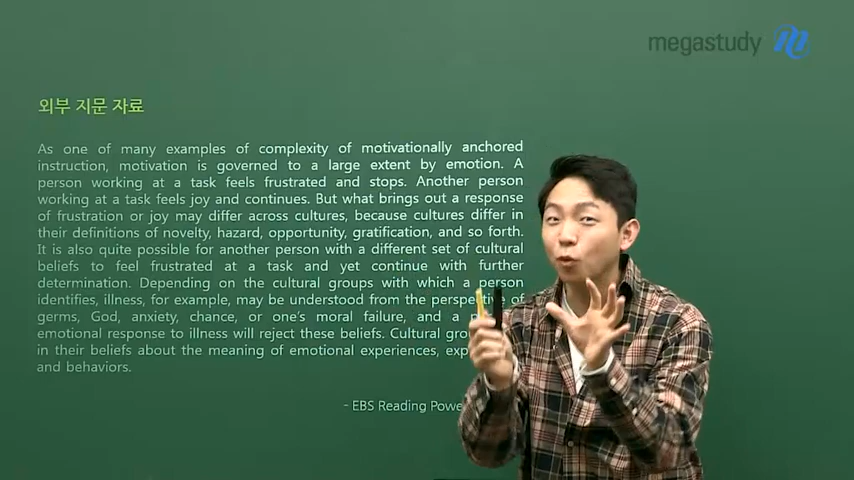 megastudy
외부 지문 자료
As one of many examples of complexity of motivationally anchored
instruction, motivation is governed to a large extent by emotion. A
person working at a task feels frustrated and stops. Another person
working at a task feels joy and continues. But what brings out a response
of frustration or joy may differ across cultures, because cultures differ in
their definitions of novelty, hazard, opportunity, gratification, and so forth.
It is also quite possible for another person with a different set of cultural
beliefs to feel frustrated at a task and yet continue with further
determination. Depending on the cultural groups with which a person
identifies, illness, for example, may be understood from the perspective of
germs, God, anxiety, chance, or one's moral failure, and a
emotional response to illness will reject these beliefs. Cultural
in their beliefs about the meaning of emotional experiences,
and behaviors.
- EBS Reading